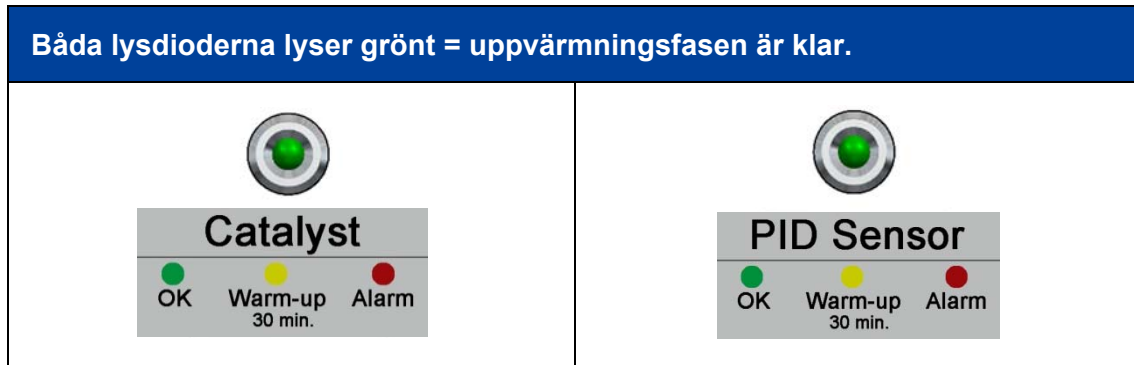 Båda lysdioderna lyser grönt = uppvärmningsfasen är klar.
Catalyst
OK Warm-up Alarm
30 min.
PID Sensor
OK Warm-up Alarm
30 min.